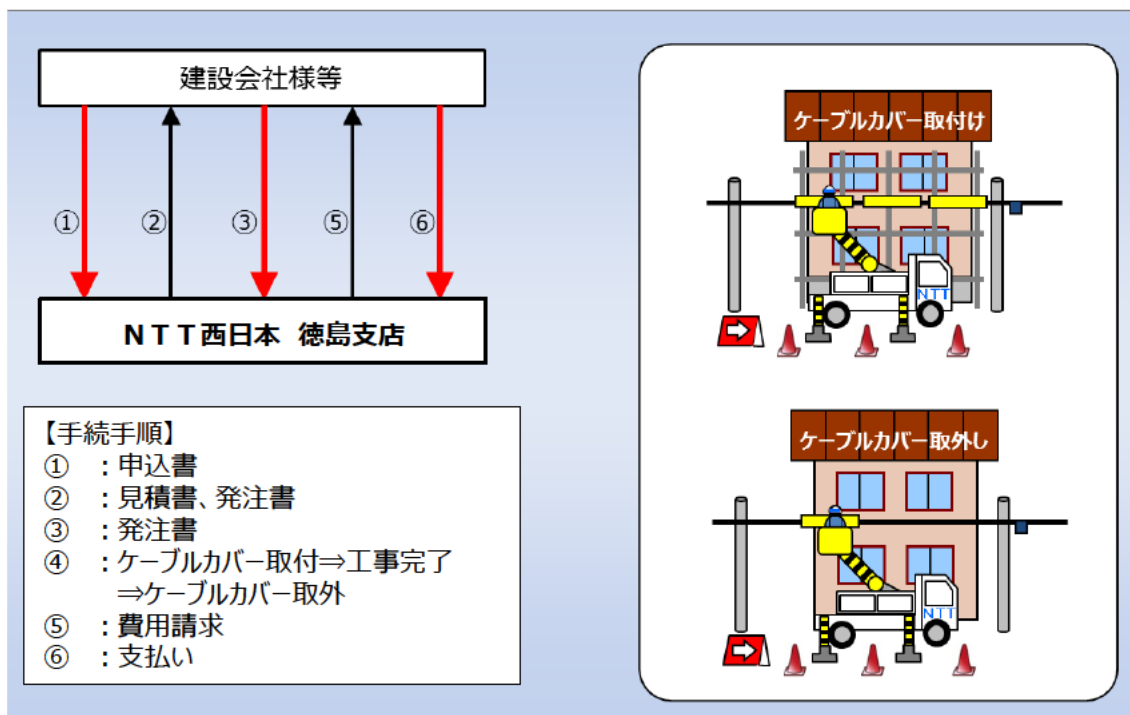 建設会社様等
①
②
③
⑤
⑥
NTT西日本 徳島支店
【手続手順】
① :申込書
② :見積書、発注書
③ :発注書
④ :ケーブルカバー取付⇒工事完了
⇒ケーブルカバー取外
⑤ :費用請求
⑥ :支払い
ケーブルカバー取付け
NTT
ケーブルカバー取外し
NTT